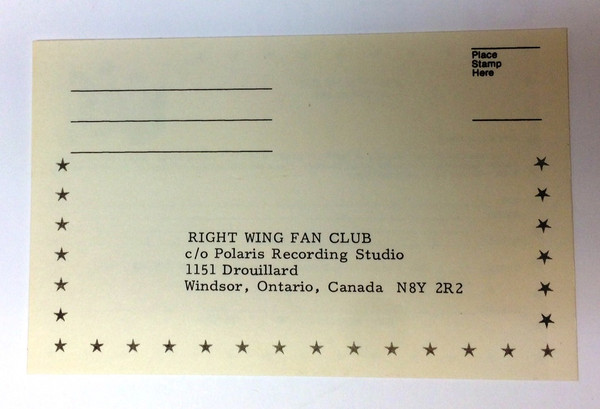 Place
Stamp
Here
RIGHT WING FAN CLUB
c/o Polaris Recording Studio
1151 Drouillard
Windsor, Ontario, Canada N8Y 2R2